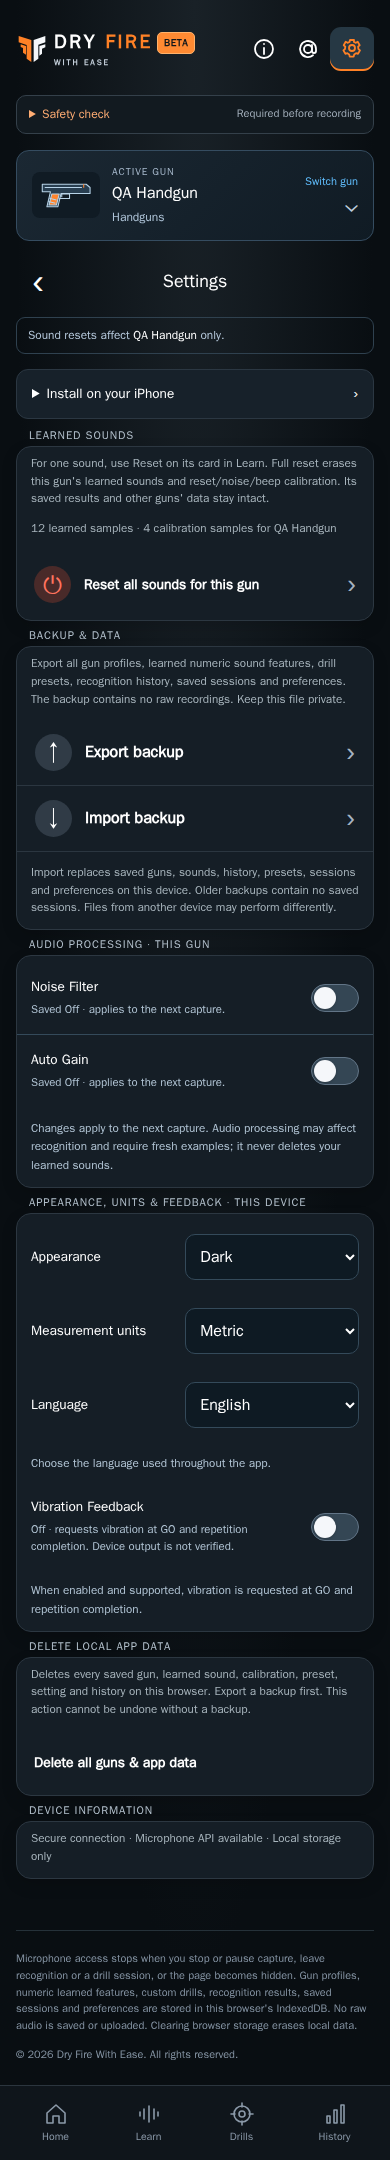 DRY FIRE BETA
WITH EASE
Safety check Required before recording
ACTIVE GUN
QA Handgun
Handguns
Switch gun
Settings
Sound resets affect QA Handgun only.
Install on your iPhone
LEARNED SOUNDS
For one sound, use Reset on its card in Learn. Full reset erases
this gun's learned sounds and reset/noise/beep calibration. Its
saved results and other guns' data stay intact.
12 learned samples · 4 calibration samples for QA Handgun
Reset all sounds for this gun
BACKUP & DATA
Export all gun profiles, learned numeric sound features, drill
presets, recognition history, saved sessions and preferences.
The backup contains no raw recordings. Keep this file private.
Export backup
Import backup
Import replaces saved guns, sounds, history, presets, sessions
and preferences on this device. Older backups contain no saved
sessions. Files from another device may perform differently.
AUDIO PROCESSING · THIS GUN
Noise Filter
Saved Off · applies to the next capture.
Auto Gain
Saved Off · applies to the next capture.
Changes apply to the next capture. Audio processing may affect
recognition and require fresh examples; it never deletes your
learned sounds.
APPEARANCE, UNITS & FEEDBACK · THIS DEVICE
Appearance Dark
Measurement units Metric
Language English
Choose the language used throughout the app.
Vibration Feedback
Off · requests vibration at GO and repetition
completion. Device output is not verified.
When enabled and supported, vibration is requested at GO and
repetition completion.
DELETE LOCAL APP DATA
Deletes every saved gun, learned sound, calibration, preset,
setting and history on this browser. Export a backup first. This
action cannot be undone without a backup.
Delete all guns & app data
DEVICE INFORMATION
Secure connection · Microphone API available · Local storage
only
Microphone access stops when you stop or pause capture, leave
recognition or a drill session, or the page becomes hidden. Gun profiles,
numeric learned features, custom drills, recognition results, saved
sessions and preferences are stored in this browser's IndexedDB. No raw
audio is saved or uploaded. Clearing browser storage erases local data.
© 2026 Dry Fire With Ease. All rights reserved.
Home Learn Drills History